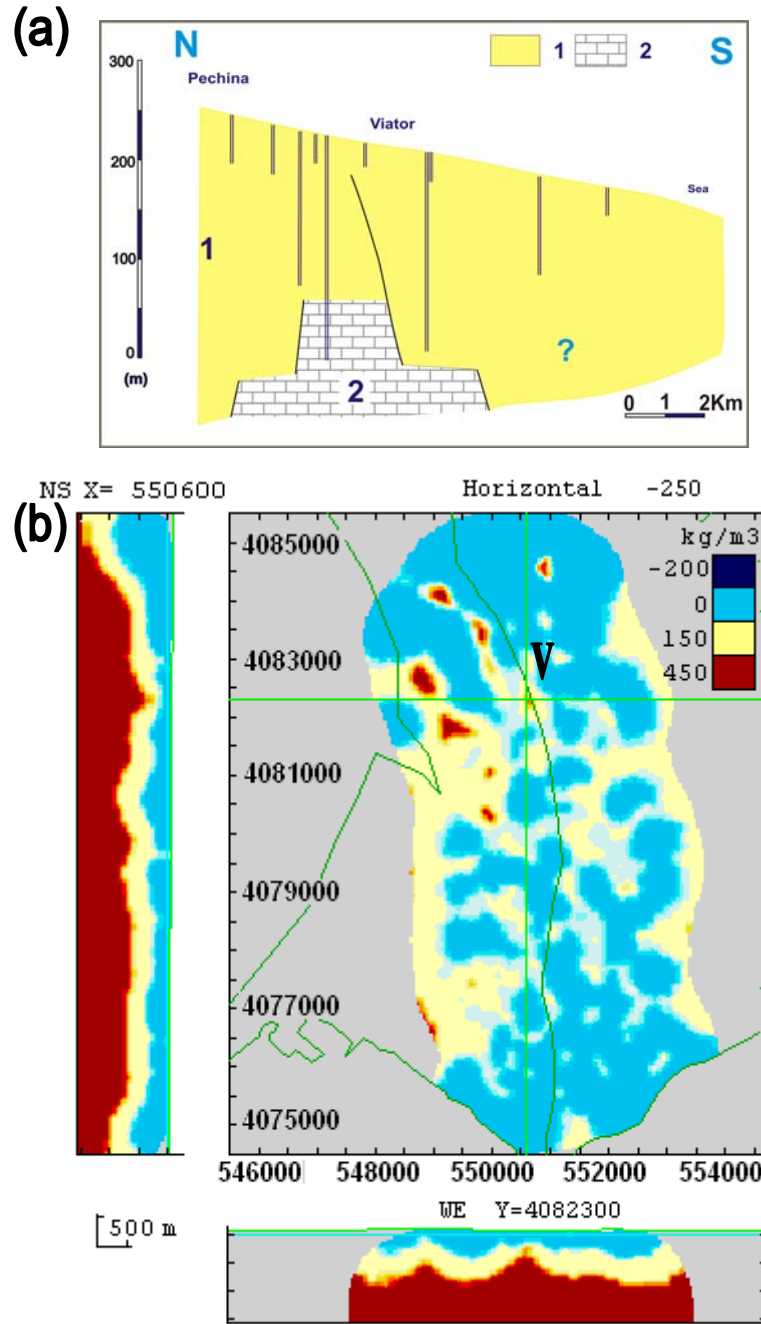 (a)
N 1 2 S
300
Pechina
Viator
200
Sea
1
100
?
0
2
(m)
0 1 2Km
NS X= 550600 Horizontal -250
(b)
kg/m3
4085000
-200
0
150
4083000
V
450
4081000
4079000
4077000
4075000
546000 548000 550000 552000 554000
WE Y=4082300
500 m